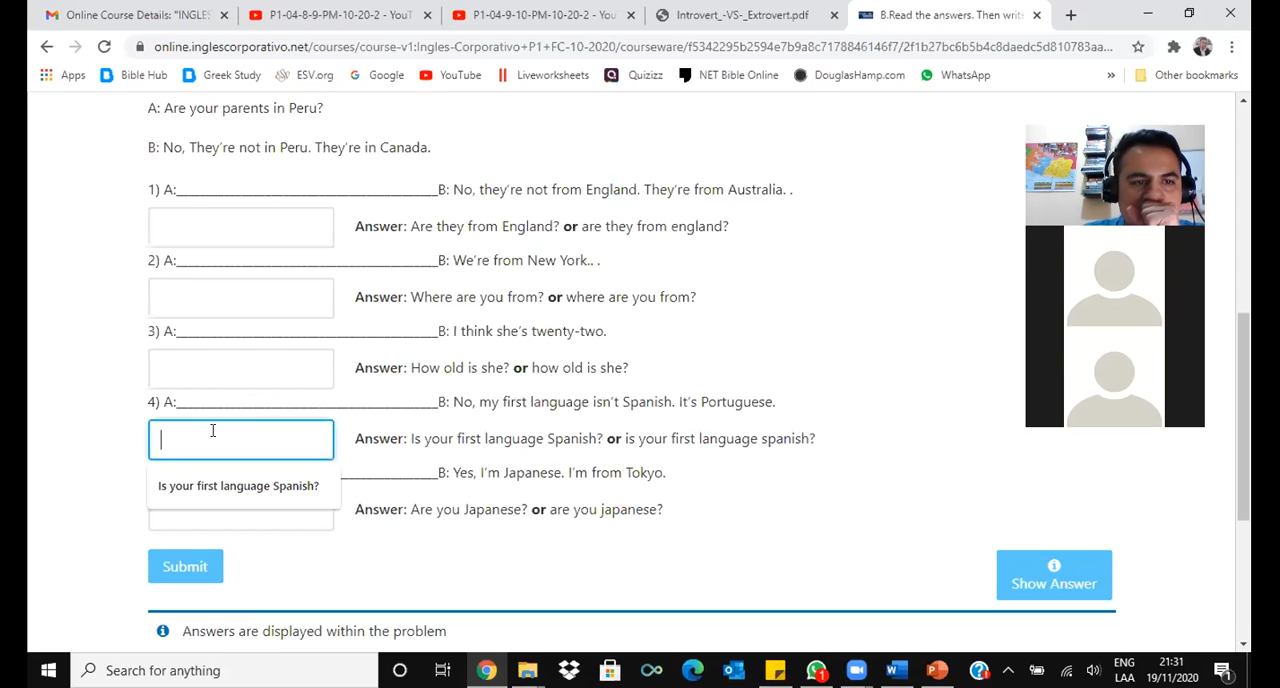 Online Course Details: "INGLES
P1-04-8-9-PM-10-20-2 - YouT
P1-04-9-10-PM-10-20-2 - You
Introvert_-VS-_Extrovert.pdf
B.Read the answers. Then write
online.inglescorporativo.net/courses/course-v1:Ingles-Corporativo+P1+FC-10-2020/courseware/f5342295b2594e7b9a8c7178846146f7/2f1b27bc6b5b4c8daedc5d810783aa...
Apps
Bible Hub
Greek Study
ESV.org
Google
YouTube
Liveworksheets
Quizizz
NET Bible Online
DouglasHamp.com
WhatsApp
»
Other bookmarks
A: Are your parents in Peru?
B: No, They're not in Peru. They're in Canada.
1) A:___________________________________B: No, they're not from England. They're from Australia. .
Answer: Are they from England? or are they from england?
2) A:___________________________________B: We're from New York.. .
Answer: Where are you from? or where are you from?
3) A:___________________________________B: I think she's twenty-two.
Answer: How old is she? or how old is she?
4) A:___________________________________B: No, my first language isn't Spanish. It's Portuguese.
Answer: Is your first language Spanish? or is your first language spanish?
_____________B: Yes, I'm Japanese. I'm from Tokyo.
Is your first language Spanish?
Answer: Are you Japanese? or are you japanese?
Submit
Show Answer
Answers are displayed within the problem
Search for anything
ENG
LAA
21:31
19/11/2020